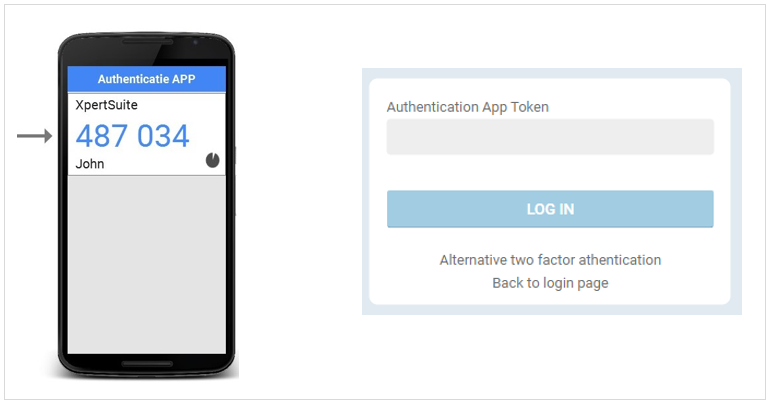 Authenticatie APP
XpertSuite
487 034
John
Authentication App Token
LOG IN
Alternative two factor athentication
Back to login page